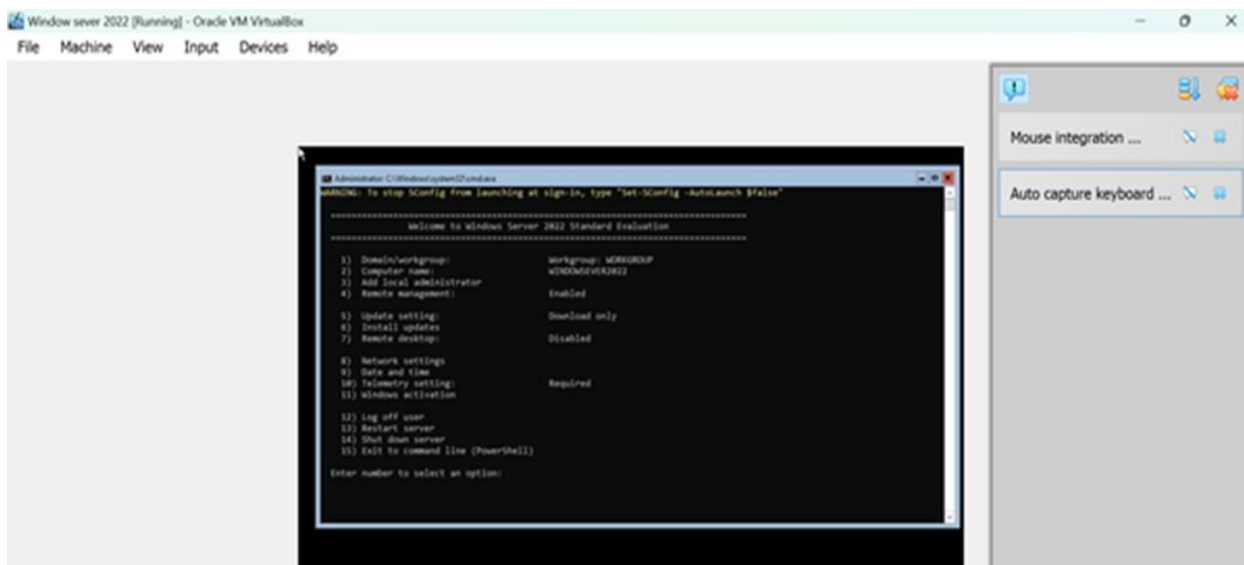 Window sever 2022 [Running] - Oracle VM VirtualBox
File Machine View Input Devices Help
Mouse integration ...
Auto capture keyboard ...
Administrator: C:\Windows\system32\cmd.exe
WARNING: To stop SConfig from launching at sign-in, type "Set-SConfig -AutoLaunch $false"
Welcome to Windows Server 2022 Standard Evaluation
1) Domain/workgroup: Workgroup: WORKGROUP
2) Computer name: WINDOWSEVER2022
3) Add local administrator
4) Remote management: Enabled
5) Update setting: Download only
6) Install updates
7) Remote desktop: Disabled
8) Network settings
9) Date and time
10) Telemetry setting: Required
11) Windows activation
12) Log off user
13) Restart server
14) Shut down server
15) Exit to command line (PowerShell)
Enter number to select an option: